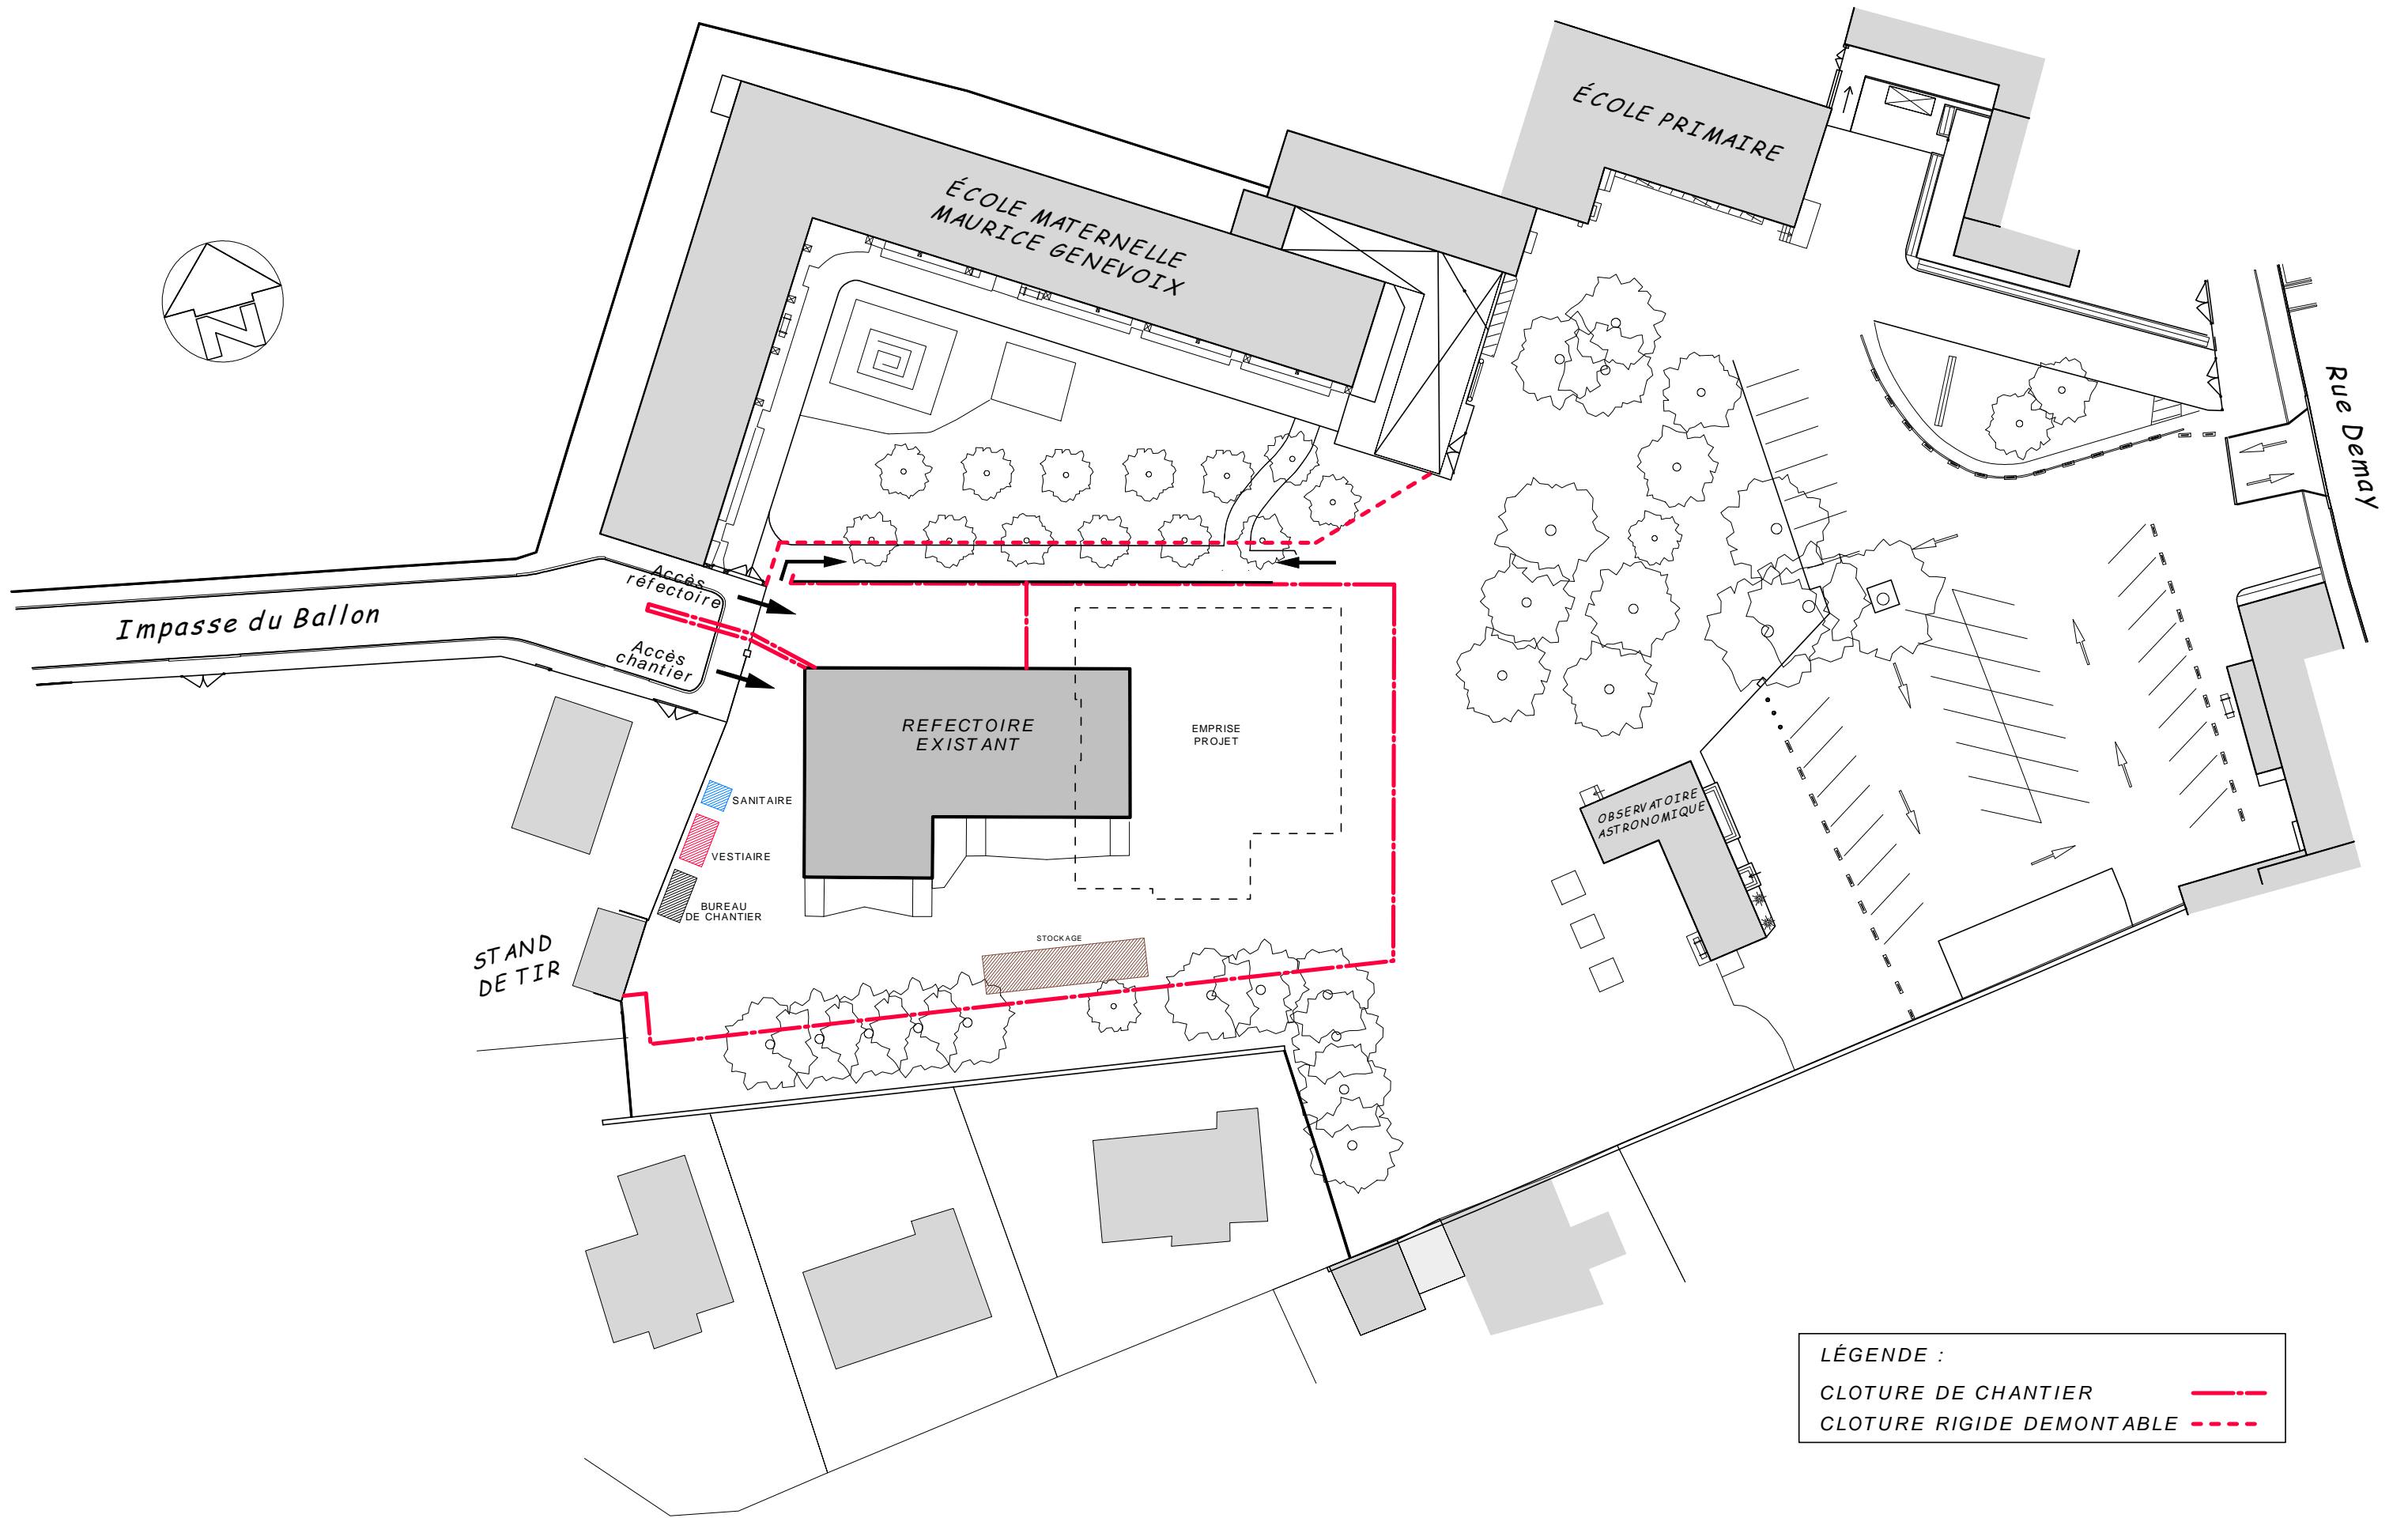 ÉCOLE PRIMAIRE
ÉCOLE MATERNELLE
MAURICE GENEVOIX
N
Rue Demay
Accès
réfectoire
Impasse du Ballon
Accès
chantier
REFECTOIRE
EXISTANT
EMPRISE
PROJET
SANITAIRE
VESTIAIRE
BUREAU
DE CHANTIER
OBSERVATOIRE
ASTRONOMIQUE
STOCKAGE
STAND
DE TIR
LÉGENDE :
CLOTURE DE CHANTIER
CLOTURE RIGIDE DEMONTABLE